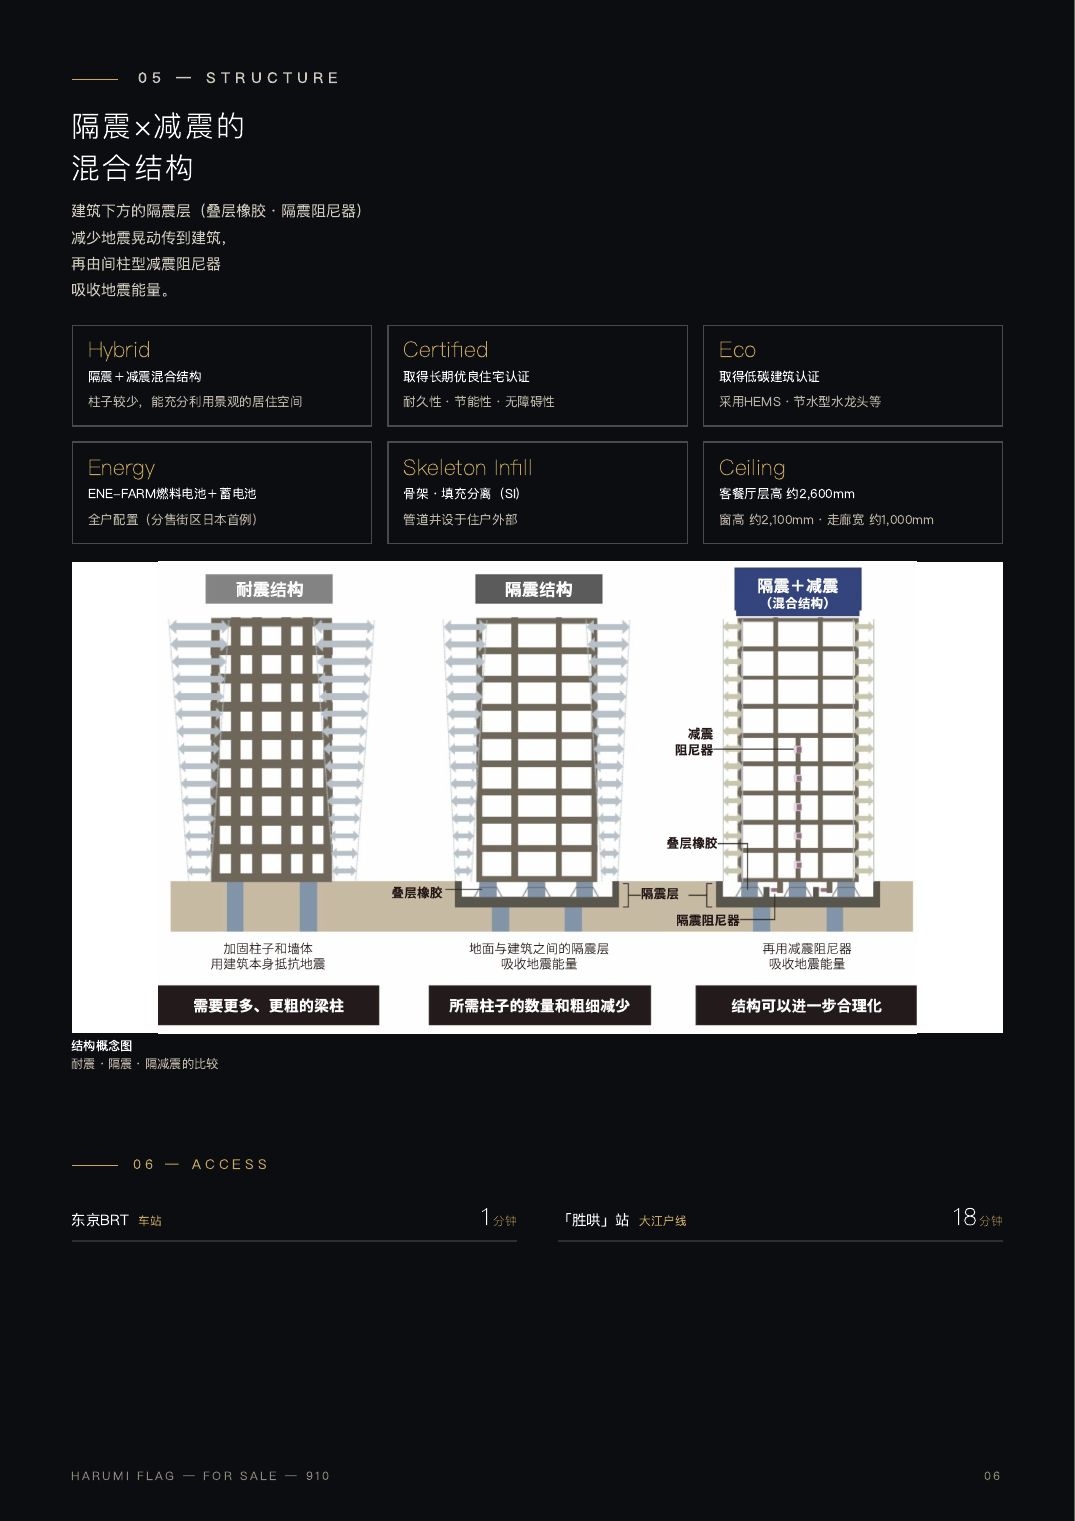 05 — STRUCTURE
隔震×减震的
混合结构
建筑下方的隔震层（叠层橡胶・隔震阻尼器）
减少地震晃动传到建筑，
再由间柱型减震阻尼器
吸收地震能量。
Hybrid
隔震＋减震混合结构
柱子较少，能充分利用景观的居住空间
Certified
取得长期优良住宅认证
耐久性・节能性・无障碍性
Eco
取得低碳建筑认证
采用HEMS・节水型水龙头等
Energy
ENE-FARM燃料电池＋蓄电池
全户配置（分售街区日本首例）
Skeleton Infill
骨架・填充分离（SI）
管道井设于住户外部
Ceiling
客餐厅层高 约2,600mm
窗高 约2,100mm・走廊宽 约1,000mm
耐震结构
隔震结构
隔震＋减震
（混合结构）
减震
阻尼器
叠层橡胶
叠层橡胶
隔震层
隔震阻尼器
加固柱子和墙体
用建筑本身抵抗地震
地面与建筑之间的隔震层
吸收地震能量
再用减震阻尼器
吸收地震能量
需要更多、更粗的梁柱
所需柱子的数量和粗细减少
结构可以进一步合理化
结构概念图
耐震・隔震・隔减震的比较
06 — ACCESS
东京BRT 车站 1分钟
「胜哄」站 大江户线 18分钟
HARUMI FLAG — FOR SALE — 910
06